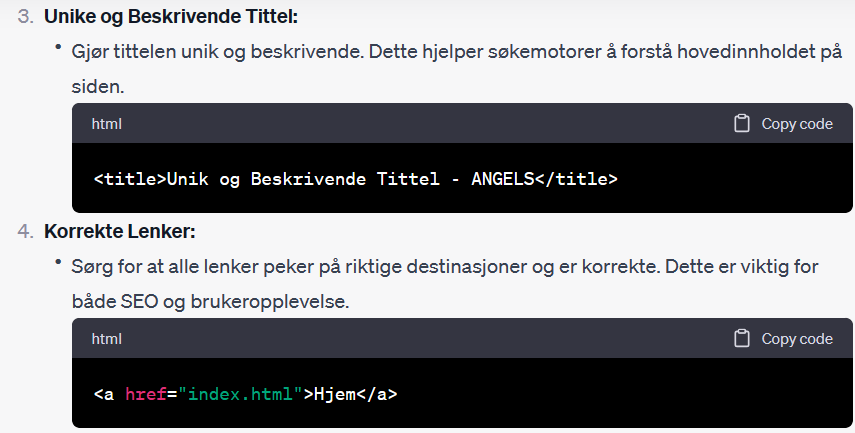 3. Unike og Beskrivende Tittel:
• Gjør tittelen unik og beskrivende. Dette hjelper søkemotorer å forstå hovedinnholdet på
siden.
html Copy code
<title>Unik og Beskrivende Tittel - ANGELS</title>
4. Korrekte Lenker:
• Sørg for at alle lenker peker på riktige destinasjoner og er korrekte. Dette er viktig for
både SEO og brukeropplevelse.
html Copy code
<a href="index.html">Hjem</a>